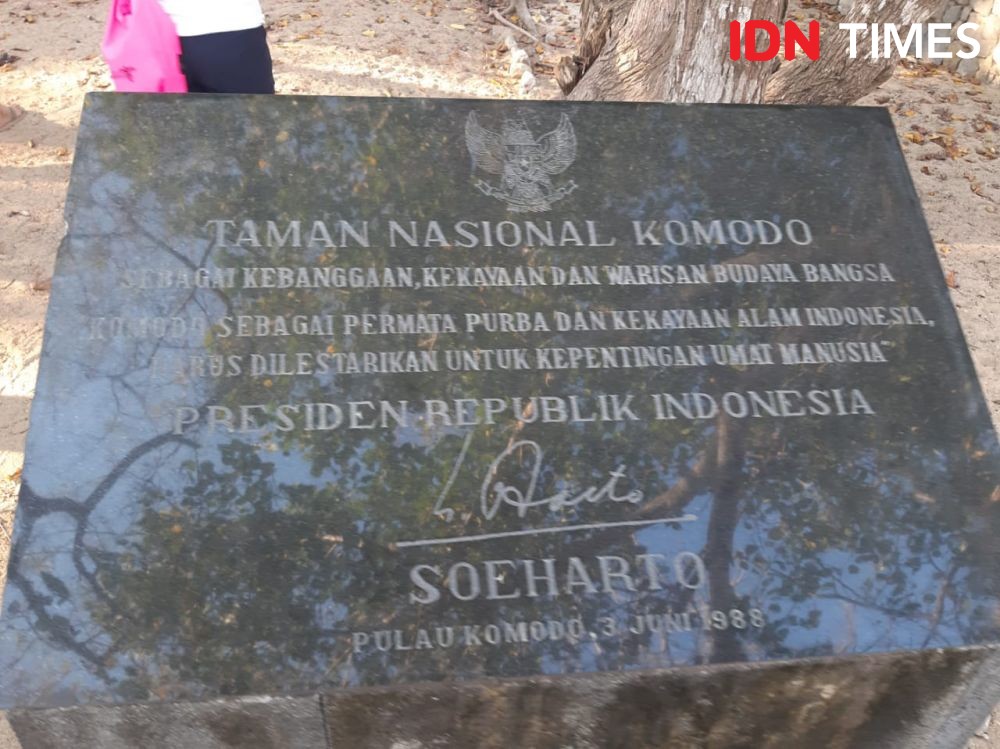 IDN TIMES
TAMAN NASIONAL KOMODO
SEBAGAI KEBANGGAAN, KEKAYAAN DAN WARISAN BUDAYA BANGSA
KOMODO SEBAGAI PERMATA PURBA DAN KEKAYAAN ALAM INDONESIA,
HARUS DILESTARIKAN UNTUK KEPENTINGAN UMAT MANUSIA"
PRESIDEN REPUBLIK INDONESIA
SOEHARTO
PULAU KOMODO, 3 JUNI 1988